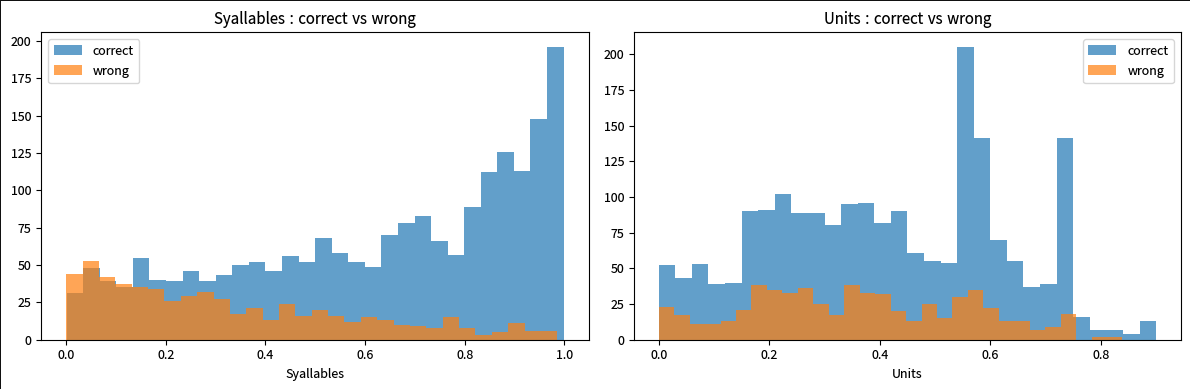 Syallables : correct vs wrong
correct
wrong
200
175
150
125
100
75
50
25
0
0.0 0.2 0.4 0.6 0.8 1.0
Syallables
Units : correct vs wrong
correct
wrong
200
175
150
125
100
75
50
25
0
0.0 0.2 0.4 0.6 0.8
Units